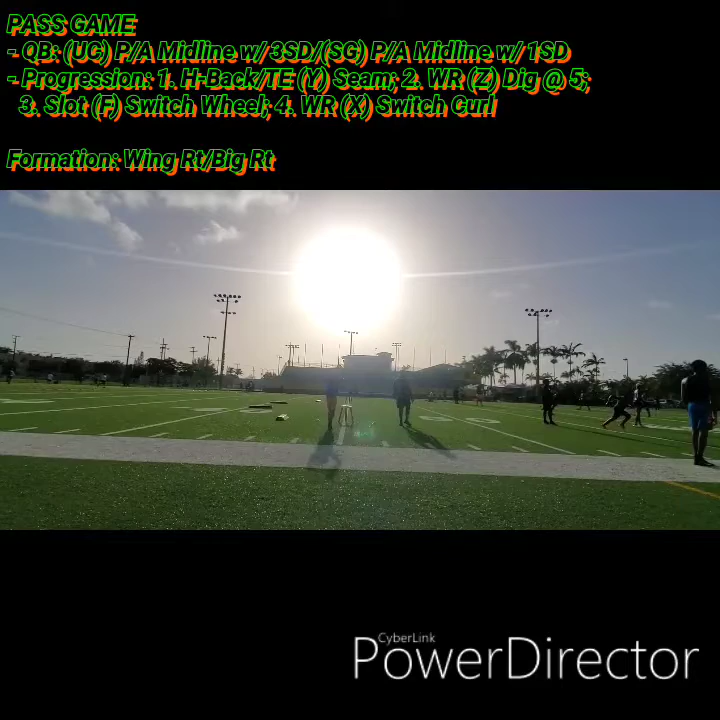 PASS GAME
- QB: (UC) P/A Midline w/ 3SD/(SG) P/A Midline w/ 1SD
- Progression: 1. H-Back/TE (Y) Seam; 2. WR (Z) Dig @ 5;
3. Slot (F) Switch Wheel; 4. WR (X) Switch Curl
Formation: Wing Rt/Big Rt
CyberLink
PowerDirector